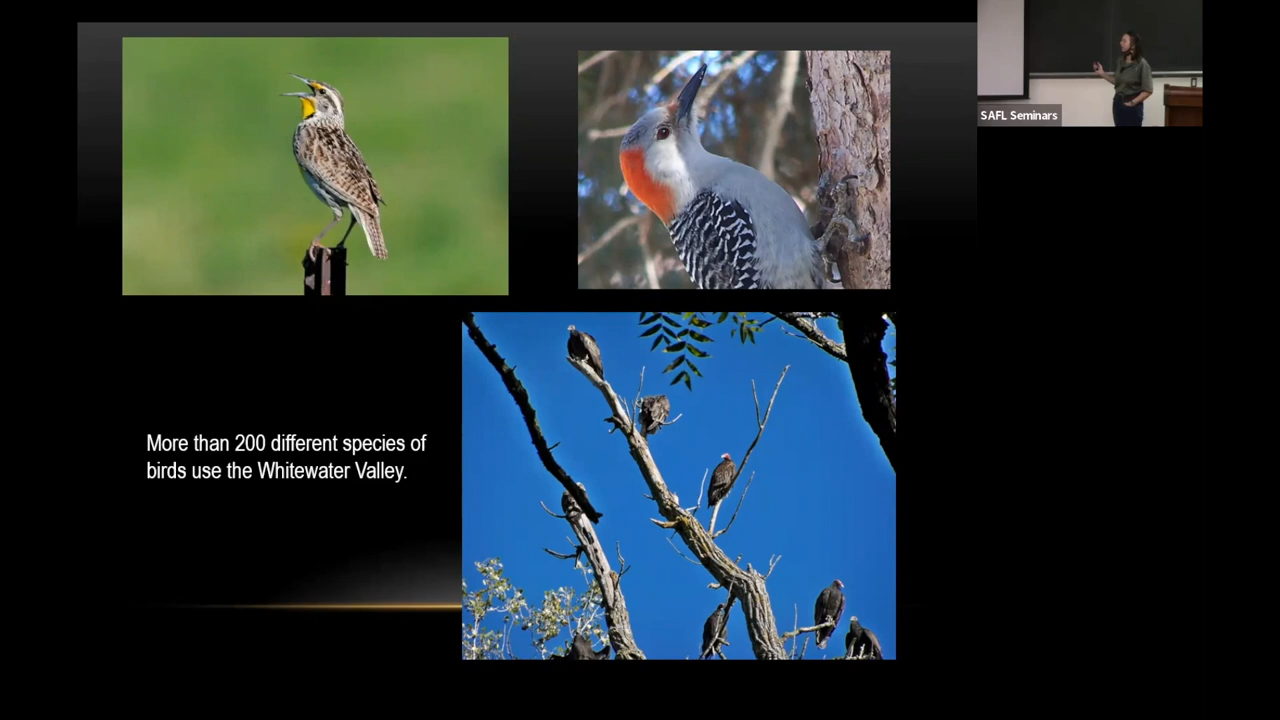 SAFL Seminars
More than 200 different species of
birds use the Whitewater Valley.